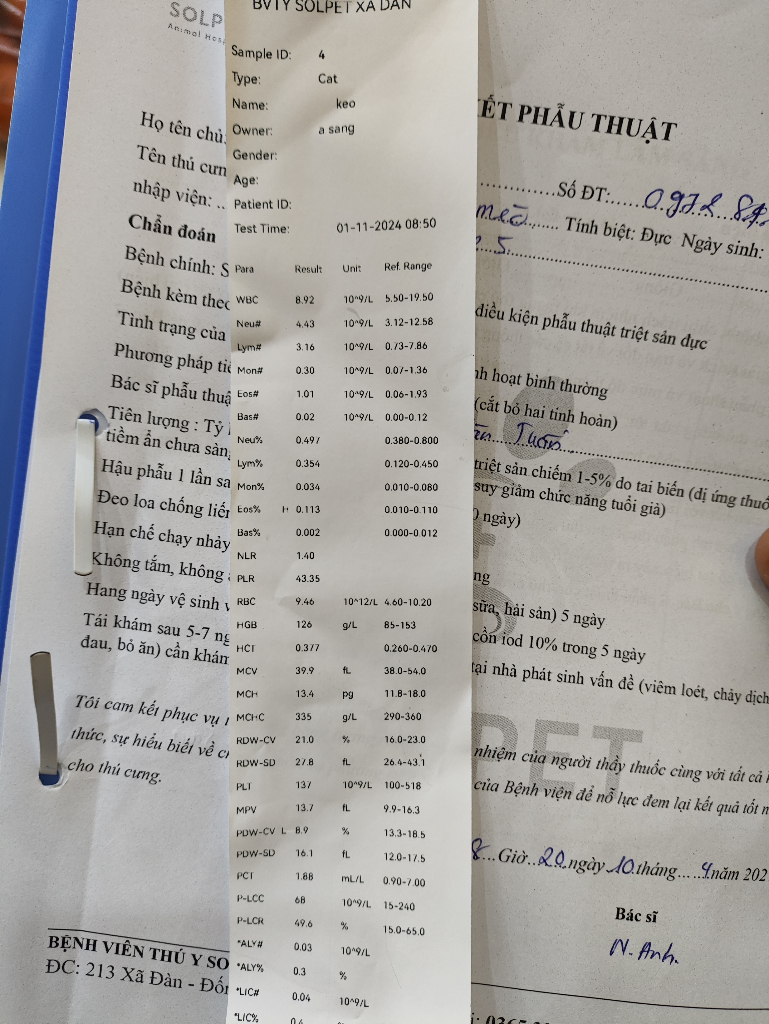 SOLP
Animal Hos
BVTY SOLPET XA DAN
Sample ID: 4
Type: Cat
Name: keo
Owner: a sang
Gender:
Age:
Patient ID:
Test Time: 01-11-2024 08:50
Para Result Unit Ref. Range
WBC 8.92 10^9/L 5.50-19.50
Neu# 4.43 10^9/L 3.12-12.58
Lym# 3.16 10^9/L 0.73-7.86
Mon# 0.30 10^9/L 0.07-1.36
Eos# 1.01 10^9/L 0.06-1.93
Bas# 0.02 10^9/L 0.00-0.12
Neu% 0.497 0.380-0.800
Lym% 0.354 0.120-0.450
Mon% 0.034 0.010-0.080
Eos% H 0.113 0.010-0.110
Bas% 0.002 0.000-0.012
NLR 1.40
PLR 43.35
RBC 9.46 10^12/L 4.60-10.20
HGB 126 g/L 85-153
HCT 0.377 0.260-0.470
MCV 39.9 fL 38.0-54.0
MCH 13.4 pg 11.8-18.0
MCHC 335 g/L 290-360
RDW-CV 21.0 % 16.0-23.0
RDW-SD 27.8 fL 26.4-43.1
PLT 137 10^9/L 100-518
MPV 13.7 fL 9.9-16.3
PDW-CV L 8.9 % 13.3-18.5
PDW-SD 16.1 fL 12.0-17.5
PCT 1.88 mL/L 0.90-7.00
P-LCC 68 10^9/L 15-240
P-LCR 49.6 % 15.0-65.0
*ALY# 0.03 10^9/L
*ALY% 0.3 %
*LIC# 0.04 10^9/L
*LIC% 0.4
Họ tên chủ:
Tên thú cưn
nhập viện: ..
Chẩn đoán
Bệnh chính: S
Bệnh kèm theo
Tình trạng của
Phương pháp tiế
Bác sĩ phẫu thuậ
Tiên lượng : Tỷ l
tiềm ẩn chưa sàng
Hậu phẫu 1 lần sa
Đeo loa chống liếm
Hạn chế chạy nhảy
Không tắm, không
Hang ngày vệ sinh v
Tái khám sau 5-7 ng
đau, bỏ ăn) cần khám
Tôi cam kết phục vụ
thức, sự hiểu biết về ch
cho thú cưng.
BỆNH VIÊN THÚ Y SO
ĐC: 213 Xã Đàn - Đốn
ẾT PHẪU THUẬT
Số ĐT: 0972
mèo Tính biệt: Đực Ngày sinh:
2.5
điều kiện phẫu thuật triệt sản đực
nh hoạt bình thường
(cắt bỏ hai tinh hoàn)
triệt sản chiếm 1-5% do tai biến (dị ứng thuố
suy giảm chức năng tuổi già)
ngày)
ng
sữa, hải sản) 5 ngày
cồn iod 10% trong 5 ngày
tại nhà phát sinh vấn đề (viêm loét, chảy dịch
PET
nhiệm của người thầy thuốc cùng với tất cả
của Bệnh viện để nỗ lực đem lại kết quả tốt
8 Giờ 20 ngày 10 tháng 4 năm 202
Bác sĩ
N. Anh.